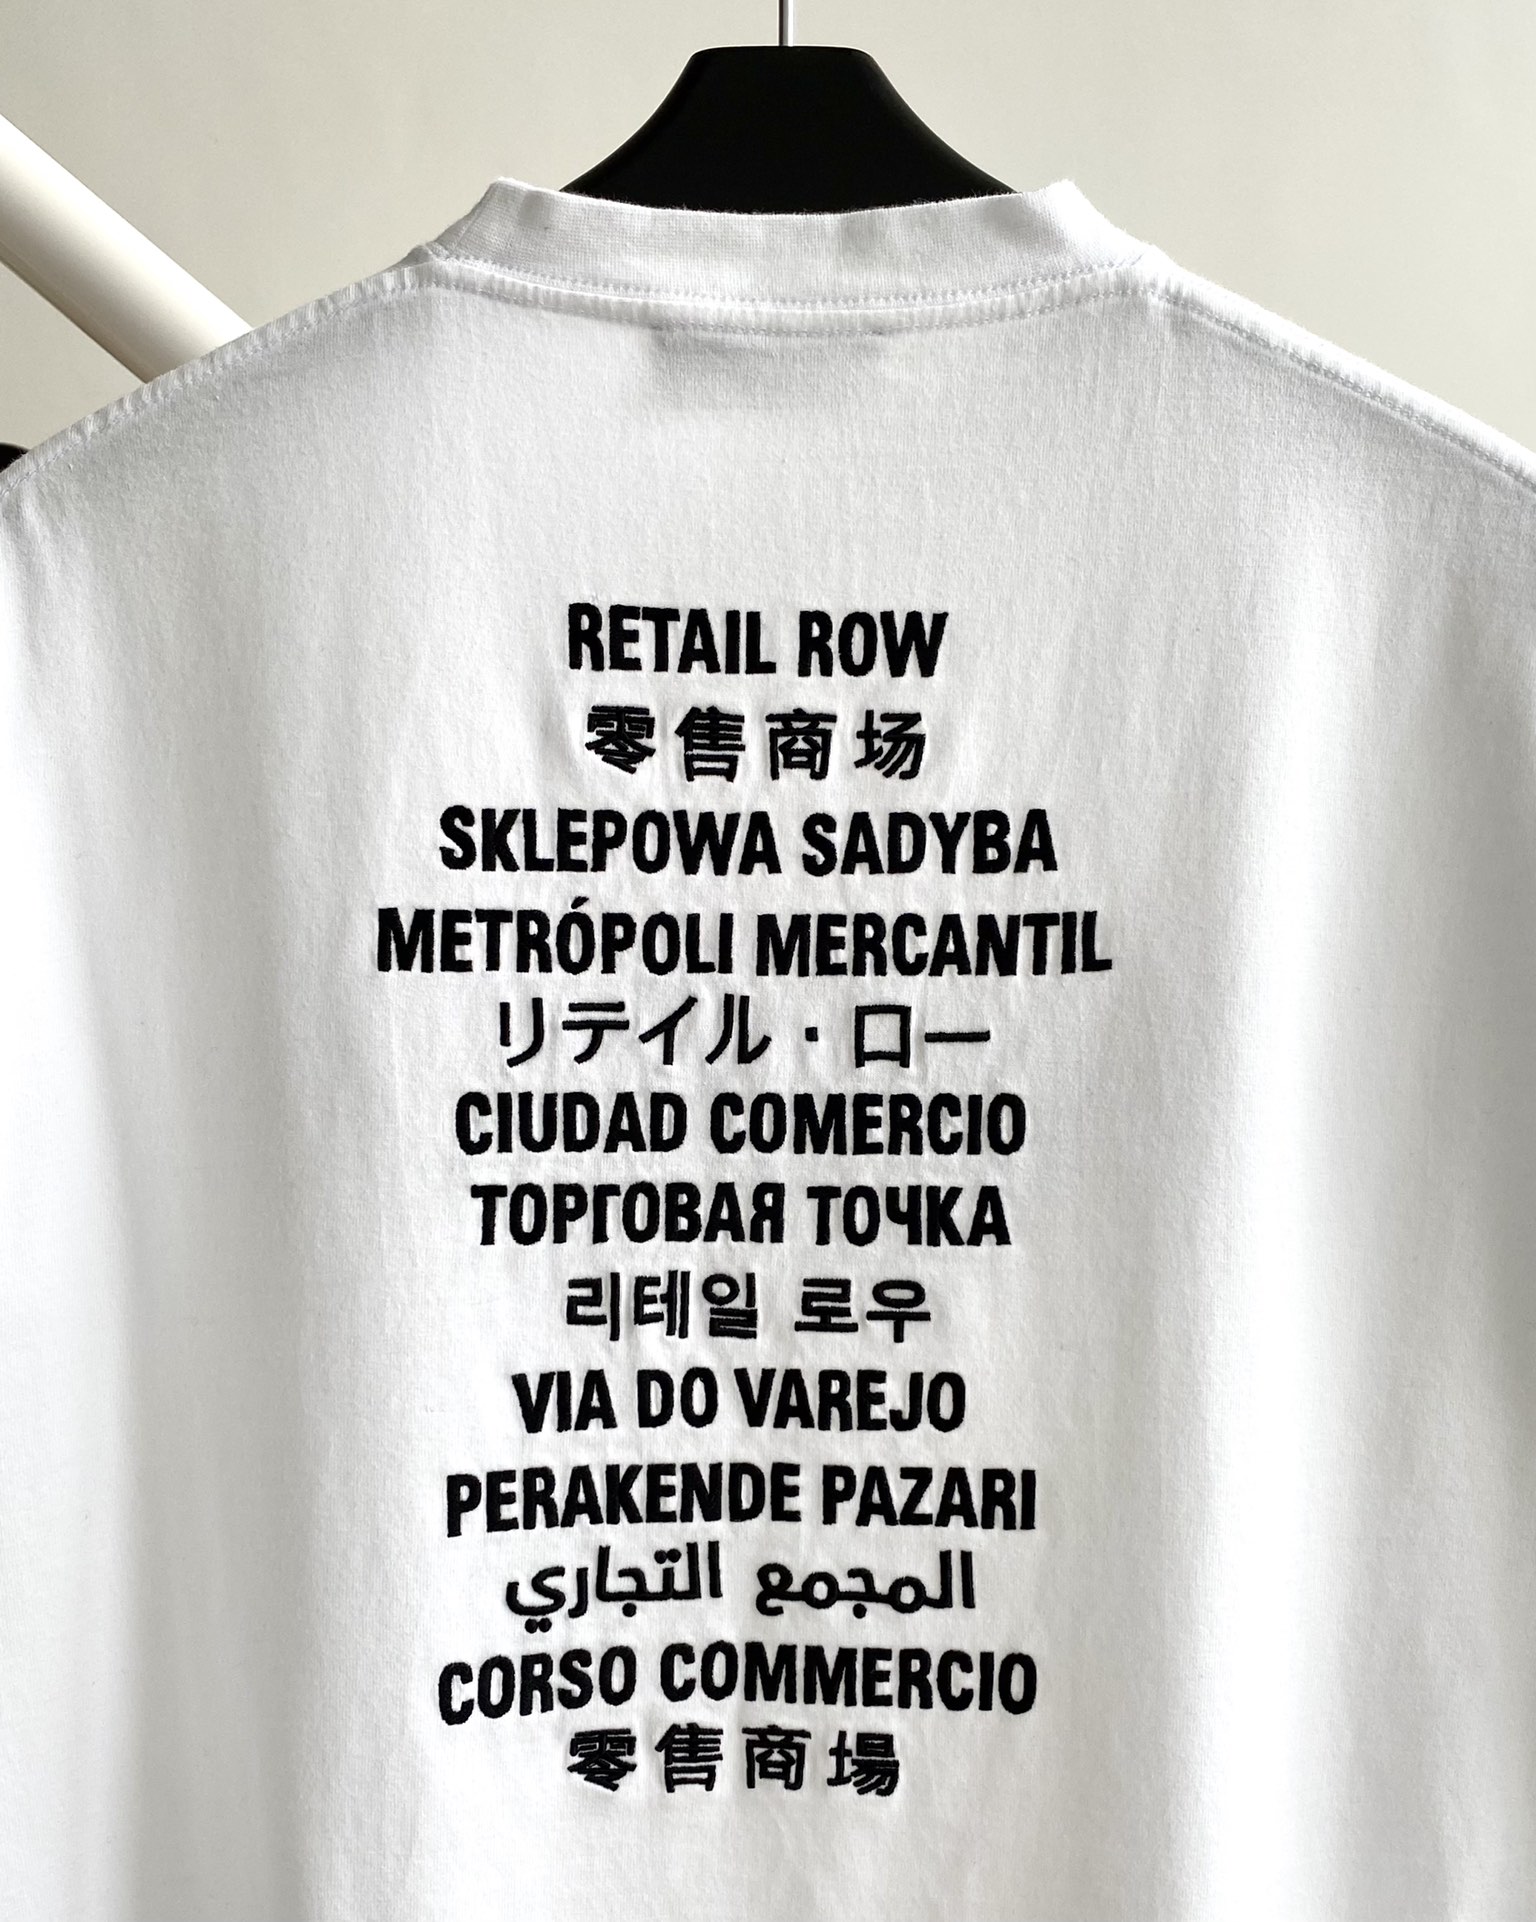 RETAIL ROW
零售商场
SKLEPOWA SADYBA
METRÓPOLI MERCANTIL
リテイル・ロー
CIUDAD COMERCIO
ТОРГОВАЯ ТОЧКА
리테일 로우
VIA DO VAREJO
PERAKENDE PAZARI
المجمع التجاري
CORSO COMMERCIO
零售商場